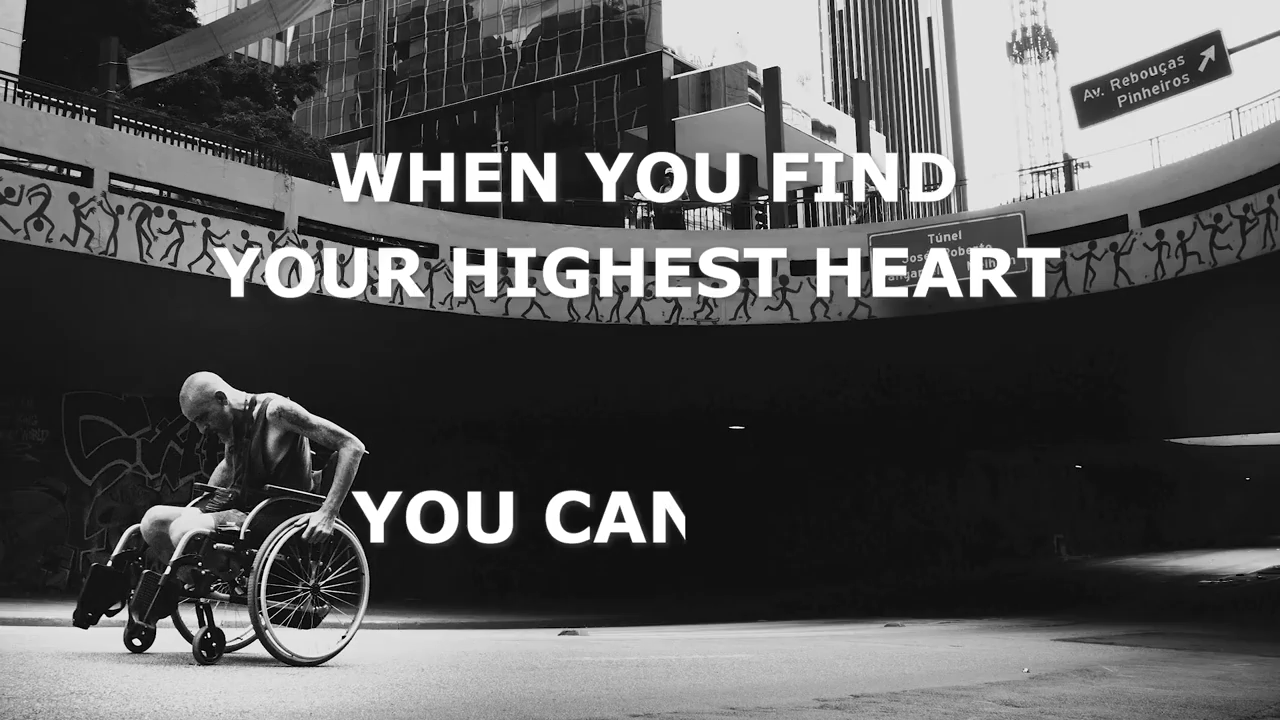 Av. Rebouças
Pinheiros
WHEN YOU FIND
Túnel
YOUR HIGHEST HEART
YOU CAN